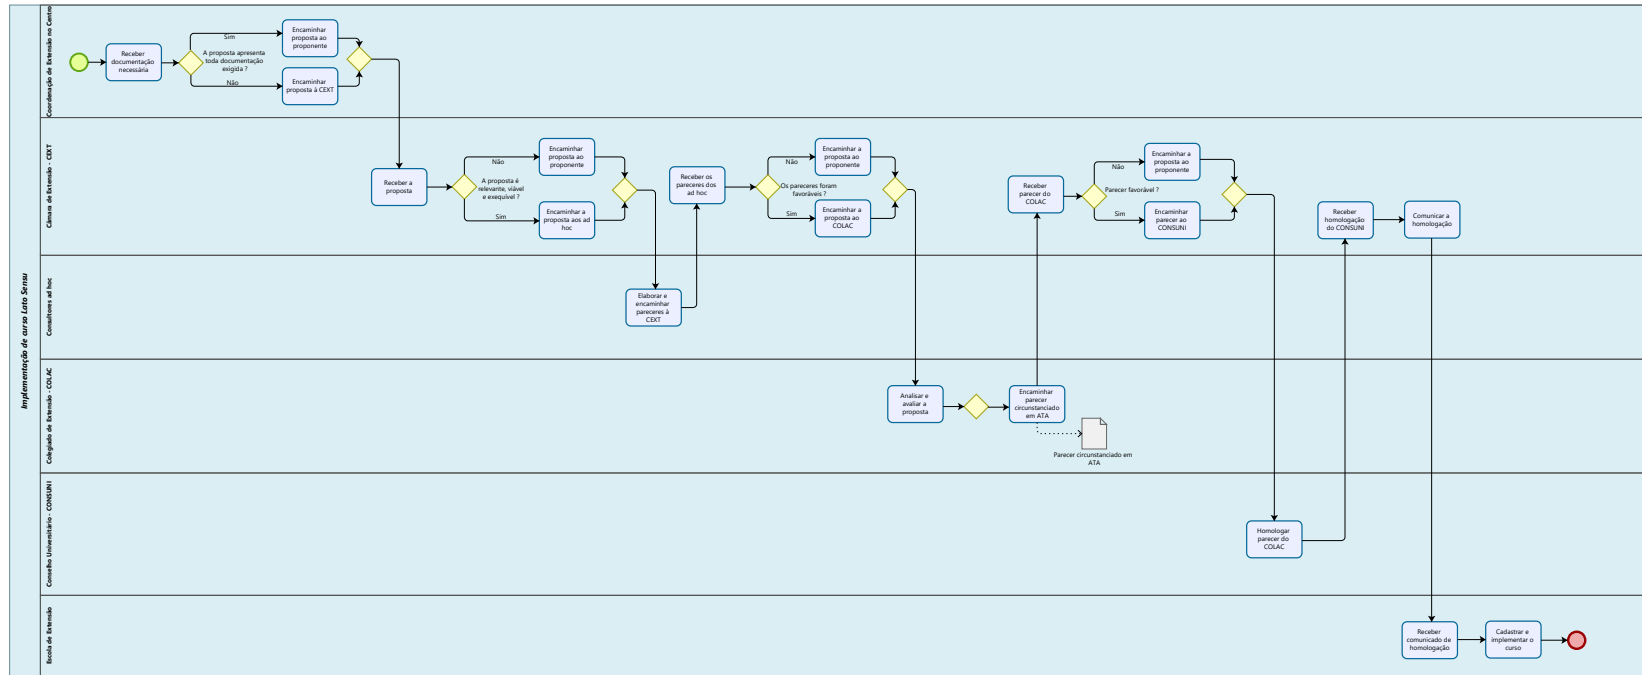 Implementação de curso Lato Sensu
Coordenação de Extensão no Centro
Receber
documentação
necessária
Sim
A proposta apresenta
toda documentação
exigida ?
Não
Encaminhar
proposta ao
proponente
Encaminhar
proposta à CEXT
Câmara de Extensão - CEXT
Receber a
proposta
Não
A proposta é
relevante, viável
e exequível ?
Sim
Encaminhar
proposta ao
proponente
Encaminhar a
proposta aos ad
hoc
Receber os
pareceres dos
ad hoc
Não
Os pareceres foram
favoráveis ?
Sim
Encaminhar a
proposta ao
proponente
Encaminhar a
proposta ao
COLAC
Receber
parecer do
COLAC
Não
Parecer favorável ?
Sim
Encaminhar a
proposta ao
proponente
Encaminhar
parecer ao
CONSUNI
Receber
homologação
do CONSUNI
Comunicar a
homologação
Consultores ad hoc
Elaborar e
encaminhar
pareceres à
CEXT
Colegiado de Extensão - COLAC
Analisar e
avaliar a
proposta
Encaminhar
parecer
circunstanciado
em ATA
Parecer circunstanciado em
ATA
Conselho Universitário - CONSUNI
Homologar
parecer do
COLAC
Escola de Extensão
Receber
comunicado de
homologação
Cadastrar e
implementar o
curso